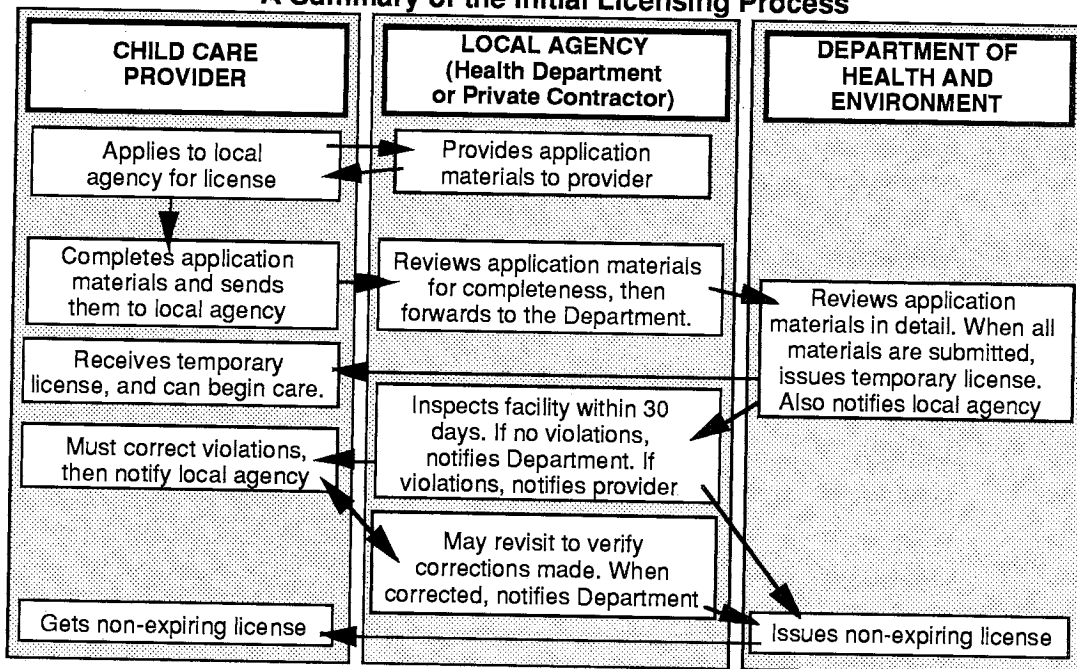 A Summary of the Initial Licensing Process
CHILD CARE
PROVIDER
LOCAL AGENCY
(Health Department
or Private Contractor)
DEPARTMENT OF
HEALTH AND
ENVIRONMENT
Applies to local
agency for license
Provides application
materials to provider
Completes application
materials and sends
them to local agency
Reviews application materials
for completeness, then
forwards to the Department.
Reviews application
materials in detail. When all
materials are submitted,
issues temporary license.
Also notifies local agency
Receives temporary
license, and can begin care.
Inspects facility within 30
days. If no violations,
notifies Department. If
violations, notifies provider
Must correct violations,
then notify local agency
May revisit to verify
corrections made. When
corrected, notifies Department
Gets non-expiring license
Issues non-expiring license